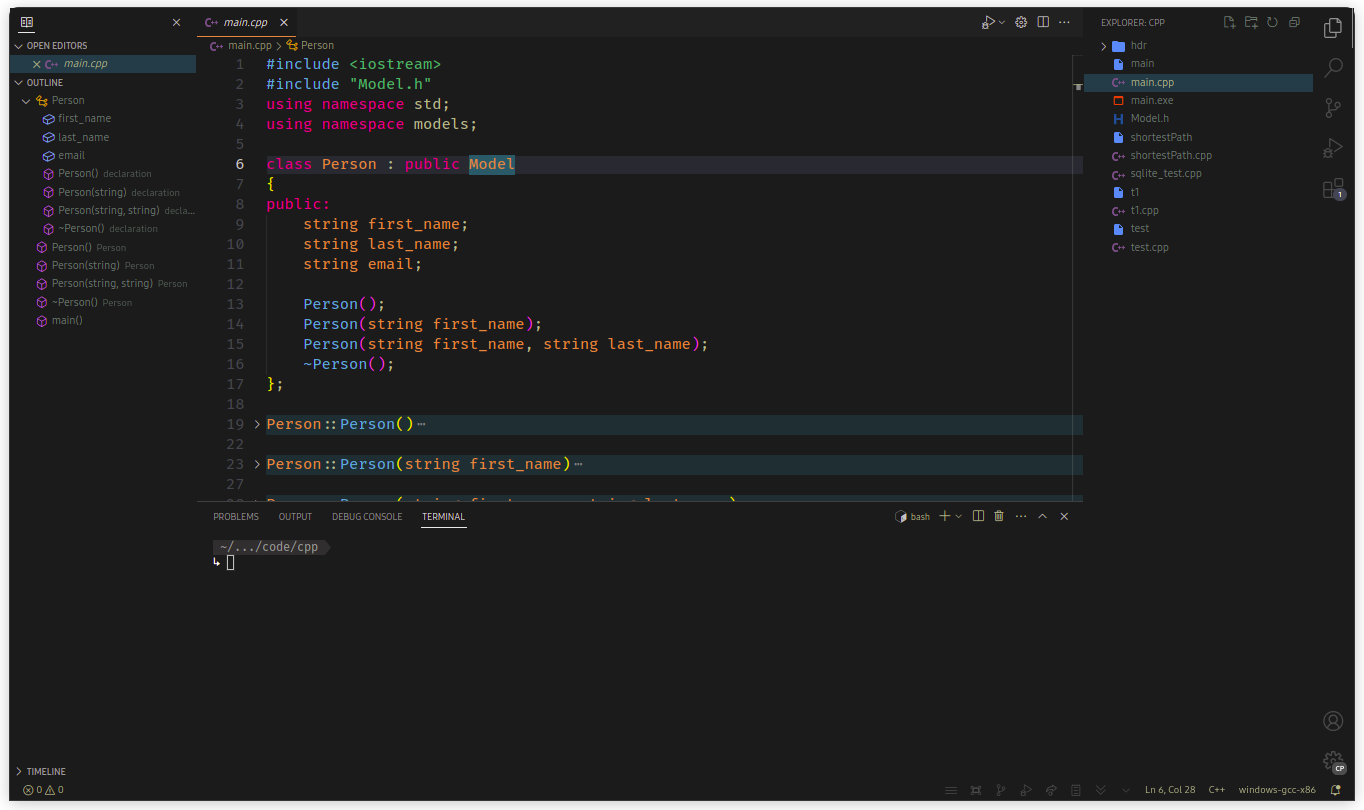 OPEN EDITORS
main.cpp
OUTLINE
Person
first_name
last_name
email
Person() declaration
Person(string) declaration
Person(string, string) decla...
~Person() declaration
Person() Person
Person(string) Person
Person(string, string) Person
~Person() Person
main()
TIMELINE
0 0
C++ main.cpp
C++ main.cpp > Person
1 #include <iostream>
2 #include "Model.h"
3 using namespace std;
4 using namespace models;
5
6 class Person : public Model
7 {
8 public:
9 string first_name;
10 string last_name;
11 string email;
12
13 Person();
14 Person(string first_name);
15 Person(string first_name, string last_name);
16 ~Person();
17 };
18
19 Person::Person()⋯
22
23 Person::Person(string first_name)⋯
27
PROBLEMS OUTPUT DEBUG CONSOLE TERMINAL
bash
~/.../code/cpp
EXPLORER: CPP
hdr
main
main.cpp
main.exe
Model.h
shortestPath
shortestPath.cpp
sqlite_test.cpp
t1
t1.cpp
test
test.cpp
1
CP
Ln 6, Col 28 C++ windows-gcc-x86